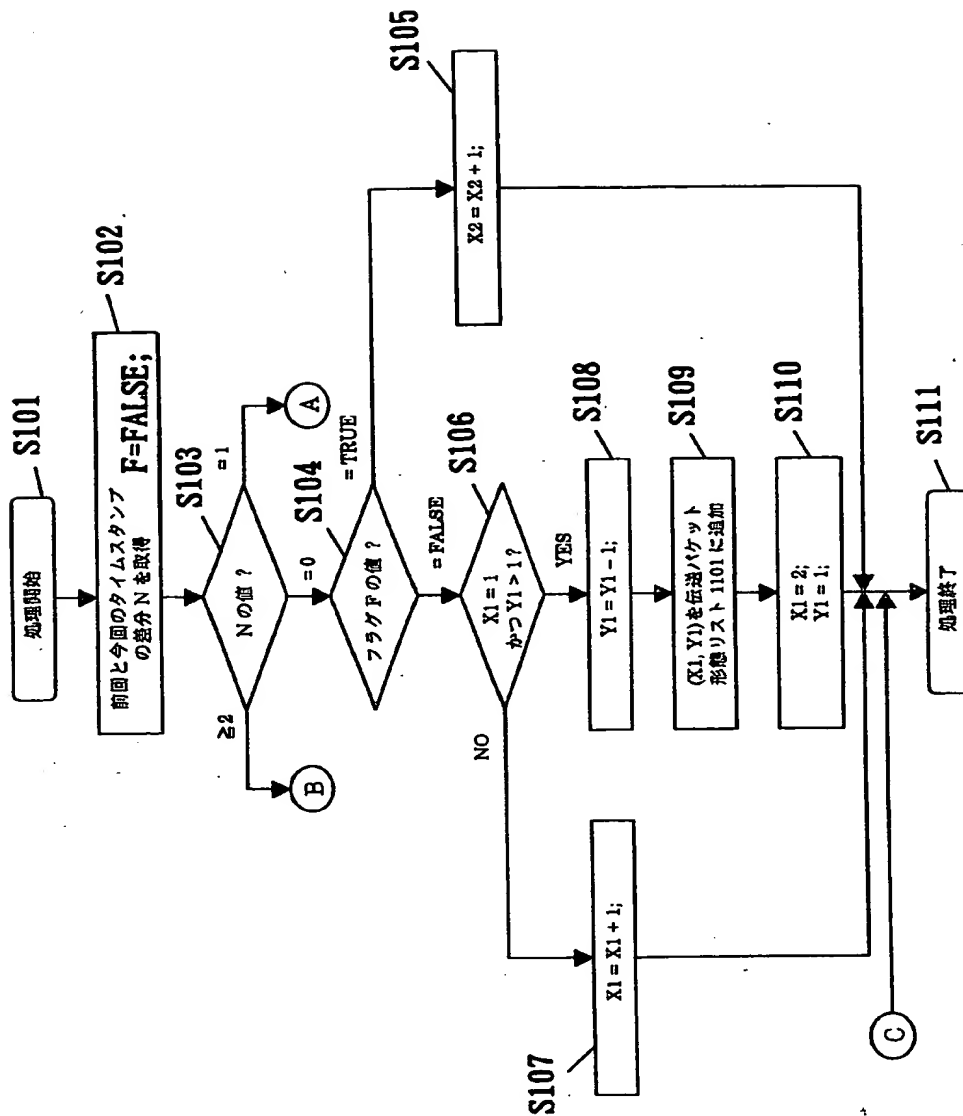 S101
処理開始
S102
前回と今回のタイムスタンプ
の差分 N を取得
F=FALSE;
S103
N の値 ?
=1
A
≧2
B
=0
S104
フラグ F の値 ?
=TRUE
S105
X2 = X2 + 1;
=FALSE
S106
X1 = 1
かつ Y1 > 1 ?
NO
YES
S107
X1 = X1 + 1;
S108
Y1 = Y1 - 1;
S109
(X1, Y1) を伝送パケット
形態リスト 1101 に追加
S110
X1 = 2;
Y1 = 1;
C
S111
処理終了